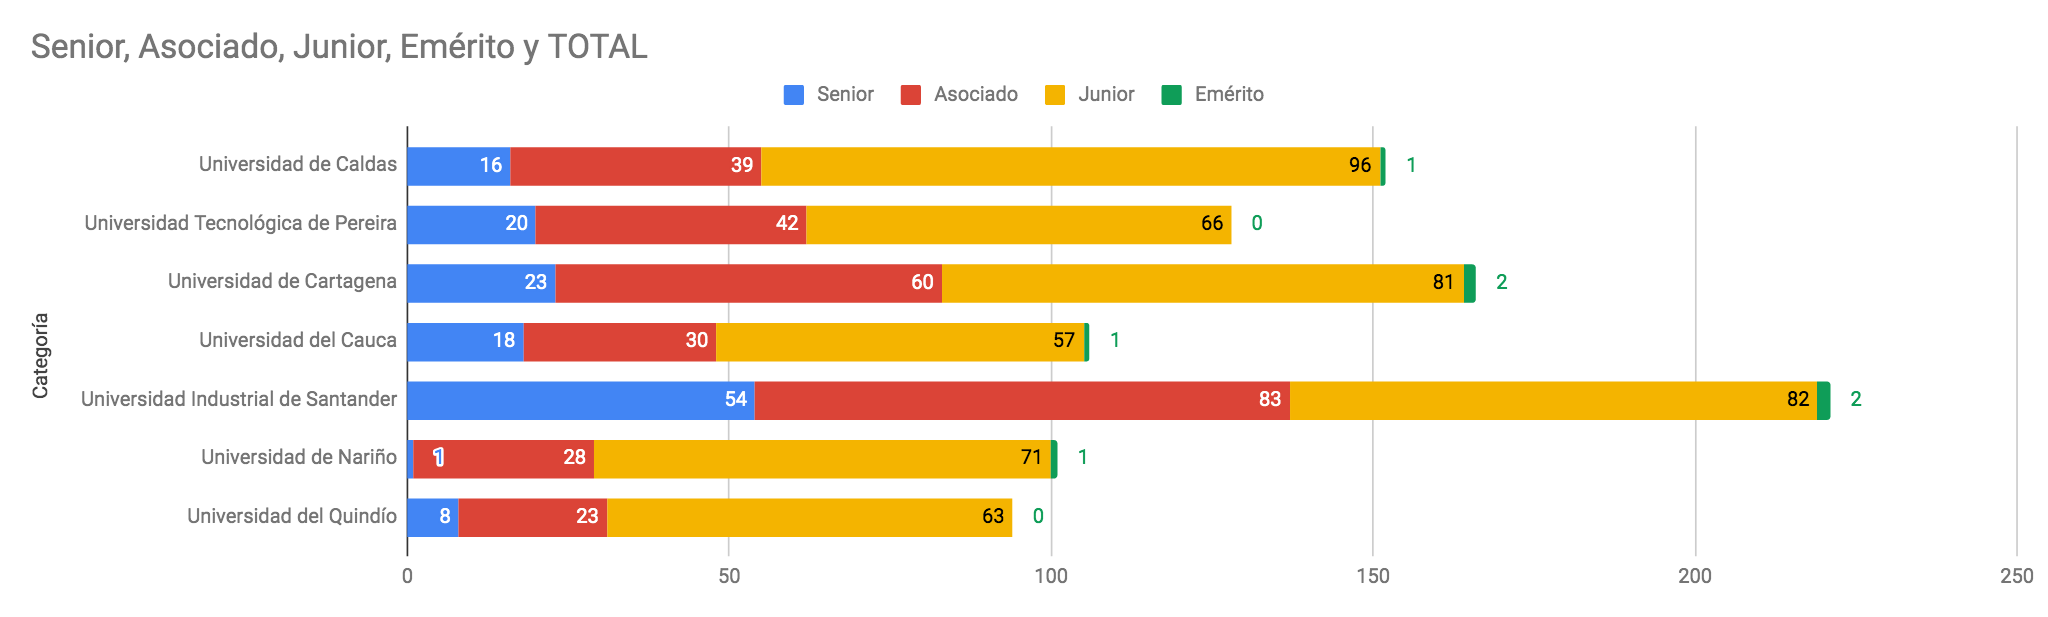 Senior, Asociado, Junior, Emérito y TOTAL
Senior Asociado Junior Emérito
Categoría
Universidad de Caldas 16 39 96 1
Universidad Tecnológica de Pereira 20 42 66 0
Universidad de Cartagena 23 60 81 2
Universidad del Cauca 18 30 57 1
Universidad Industrial de Santander 54 83 82 2
Universidad de Nariño 1 28 71 1
Universidad del Quindío 8 23 63 0
0 50 100 150 200 250